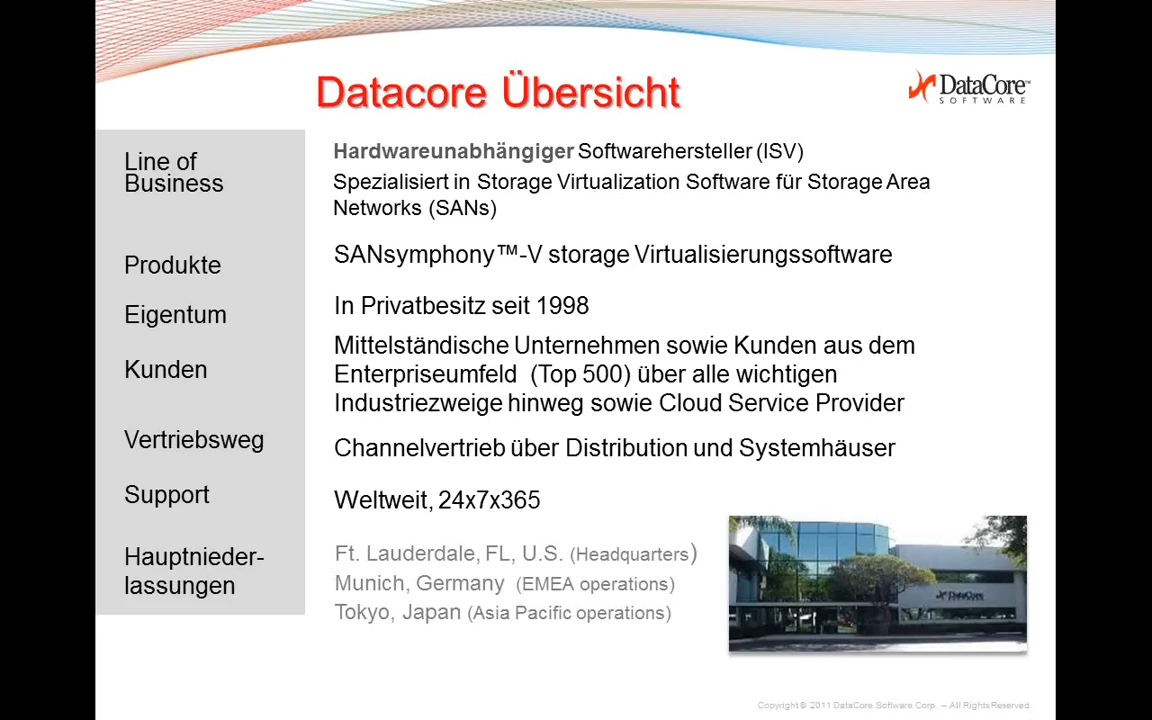 Datacore Übersicht
DataCore™
SOFTWARE
Line of
Business
Hardwareunabhängiger Softwarehersteller (ISV)
Spezialisiert in Storage Virtualization Software für Storage Area
Networks (SANs)
Produkte
SANsymphony™-V storage Virtualisierungssoftware
Eigentum
In Privatbesitz seit 1998
Kunden
Mittelständische Unternehmen sowie Kunden aus dem
Enterpriseumfeld (Top 500) über alle wichtigen
Industriezweige hinweg sowie Cloud Service Provider
Vertriebsweg
Channelvertrieb über Distribution und Systemhäuser
Support
Weltweit, 24x7x365
Hauptnieder-
lassungen
Ft. Lauderdale, FL, U.S. (Headquarters)
Munich, Germany (EMEA operations)
Tokyo, Japan (Asia Pacific operations)
DataCore
Copyright © 2011 DataCore Software Corp. – All Rights Reserved.